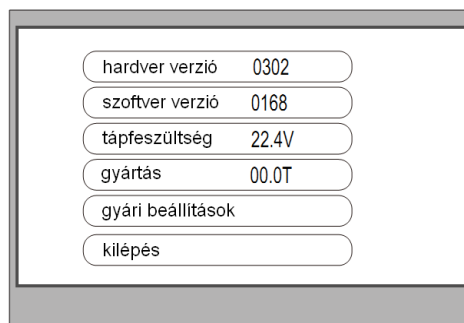 hardver verzió 0302
szoftver verzió 0168
tápfeszültség 22.4V
gyártás 00.0T
gyári beállítások
kilépés